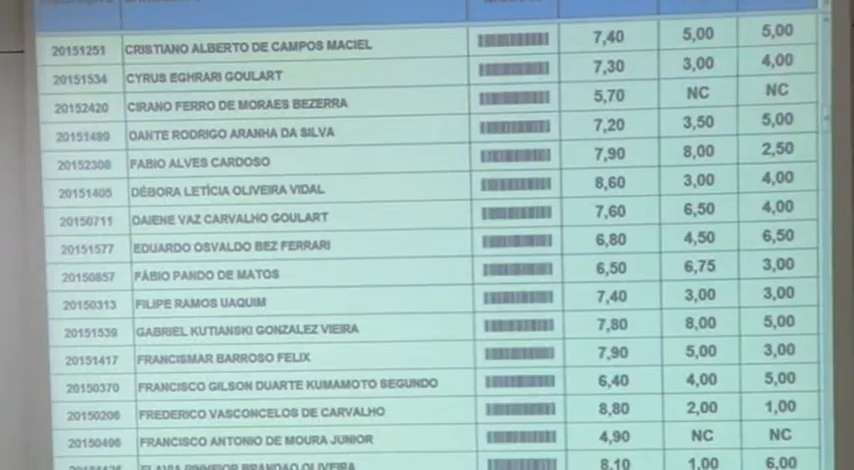 20151251 CRISTIANO ALBERTO DE CAMPOS MACIEL 7,40 5,00 5,00
20151534 CYRUS EGHRARI GOULART 7,30 3,00 4,00
20152420 CIRANO FERRO DE MORAES BEZERRA 5,70 NC NC
20151489 DANTE RODRIGO ARANHA DA SILVA 7,20 3,50 5,00
20152308 FABIO ALVES CARDOSO 7,90 8,00 2,50
20151405 DÉBORA LETÍCIA OLIVEIRA VIDAL 8,60 3,00 4,00
20150711 DAIENE VAZ CARVALHO GOULART 7,60 6,50 4,00
20151577 EDUARDO OSVALDO BEZ FERRARI 6,80 4,50 6,50
20150857 FÁBIO PANDO DE MATOS 6,50 6,75 3,00
20150313 FILIPE RAMOS UAQUIM 7,40 3,00 3,00
20151539 GABRIEL KUTIANSKI GONZALEZ VIEIRA 7,80 8,00 5,00
20151417 FRANCISMAR BARROSO FELIX 7,90 5,00 3,00
20150370 FRANCISCO GILSON DUARTE KUMAMOTO SEGUNDO 6,40 4,00 5,00
20150206 FREDERICO VASCONCELOS DE CARVALHO 8,80 2,00 1,00
20150406 FRANCISCO ANTONIO DE MOURA JUNIOR 4,90 NC NC
FLAVIA PINHEIRO BRANDAO OLIVEIRA 8,10 1,00 6,00